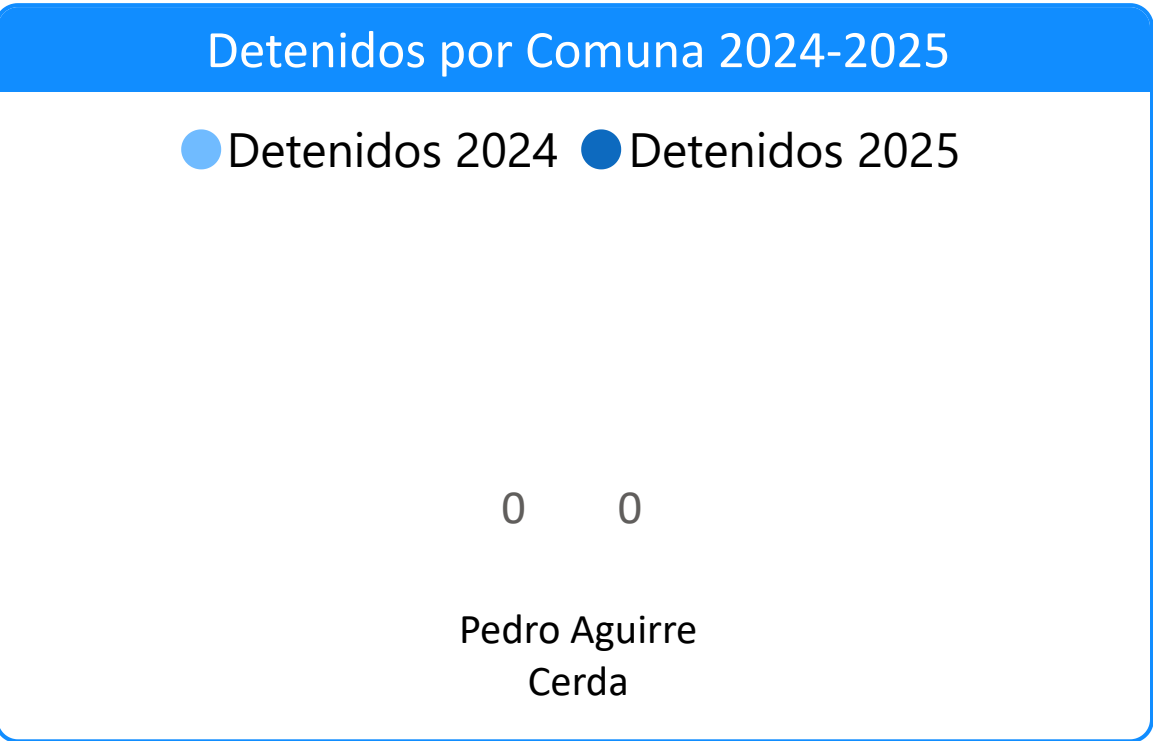 Detenidos por Comuna 2024-2025
Detenidos 2024 Detenidos 2025
0 0
Pedro Aguirre
Cerda